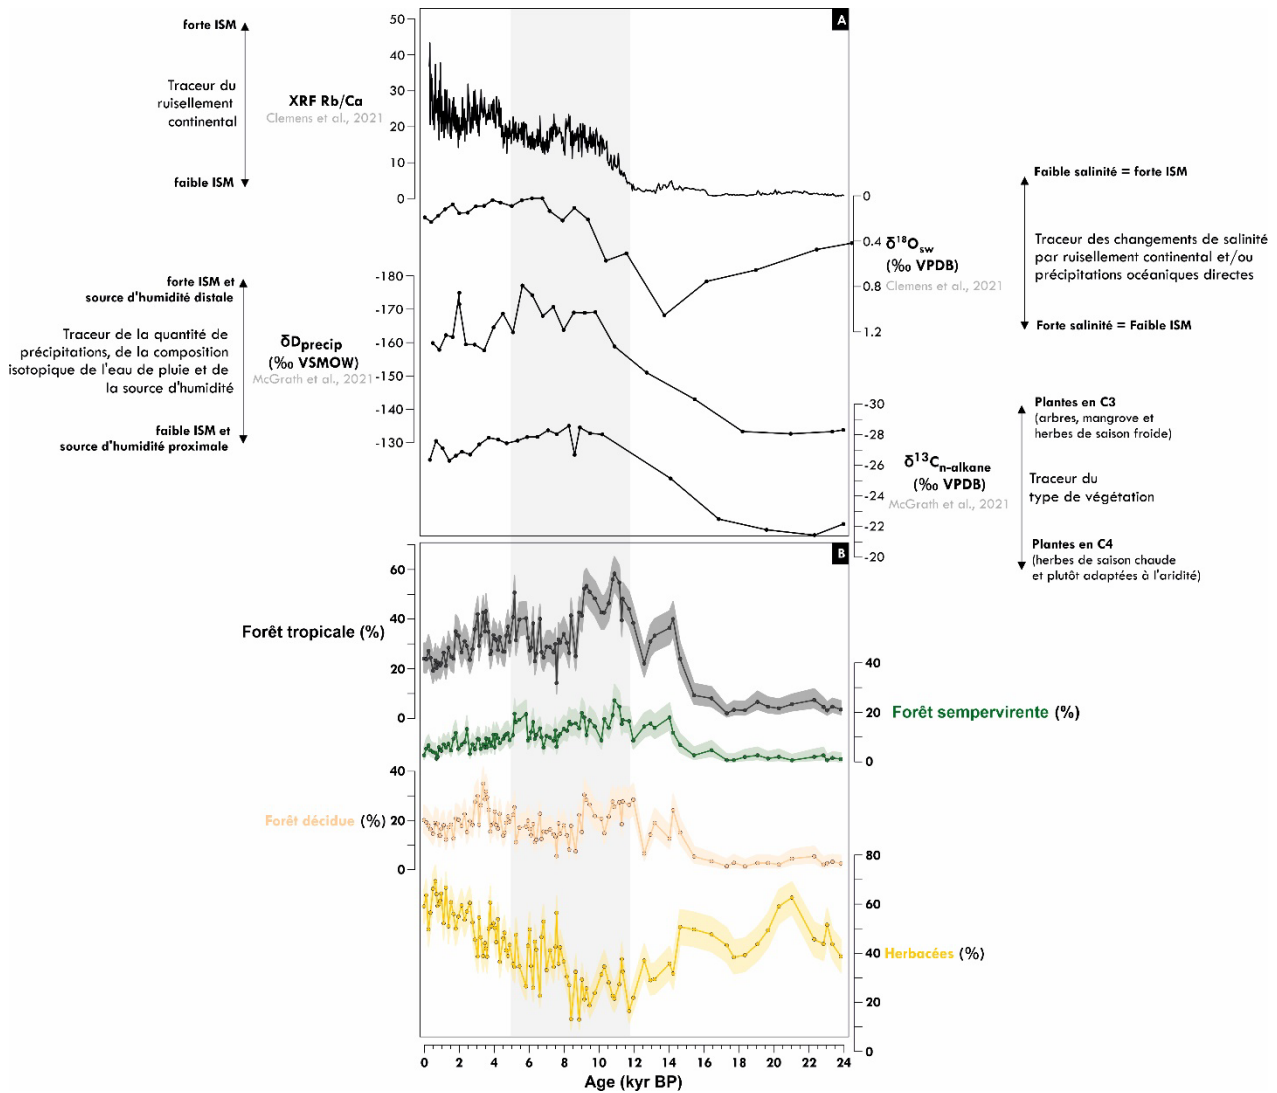 A
forte ISM
Traceur du
ruisellement
continental
faible ISM
XRF Rb/Ca
Clemens et al., 2021
50
40
30
20
10
0
Faible salinité = forte ISM
Traceur des changements de salinité
par ruisellement continental et/ou
précipitations océaniques directes
Forte salinité = Faible ISM
0
0.4
0.8
1.2
δ18Osw
(‰ VPDB)
Clemens et al., 2021
forte ISM et
source d'humidité distale
Traceur de la quantité de
précipitations, de la composition
isotopique de l'eau de pluie et de
la source d'humidité
faible ISM et
source d'humidité proximale
δDprecip
(‰ VSMOW)
McGrath et al., 2021
-180
-170
-160
-150
-140
-130
-30
-28
-26
-24
-22
-20
δ13Cn-alkane
(‰ VPDB)
McGrath et al., 2021
Plantes en C3
(arbres, mangrove et
herbes de saison froide)
Traceur du
type de végétation
Plantes en C4
(herbes de saison chaude
et plutôt adaptées à l'aridité)
B
Forêt tropicale (%)
60
40
20
0
40
20
0
Forêt sempervirente (%)
Forêt décidue (%)
40
20
0
80
60
40
20
0
Herbacées (%)
0 2 4 6 8 10 12 14 16 18 20 22 24
Age (kyr BP)